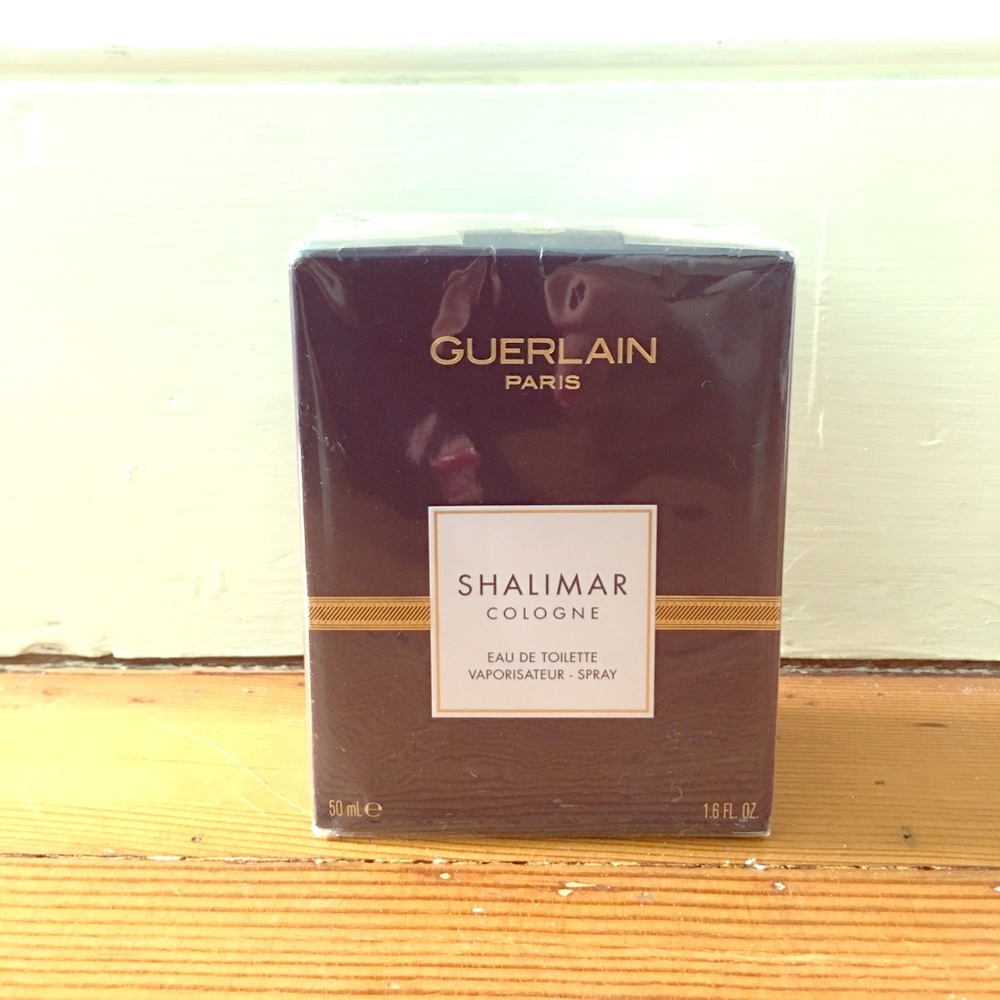 GUERLAIN
PARIS
SHALIMAR
COLOGNE
EAU DE TOILETTE
VAPORISATEUR - SPRAY
50 mL ℮
1.6 FL. OZ.